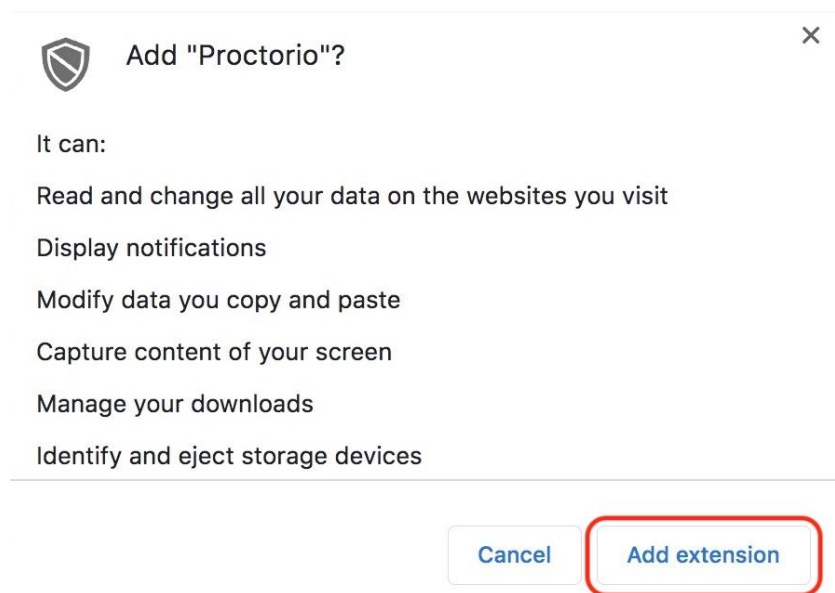 Add "Proctorio"?
It can:
Read and change all your data on the websites you visit
Display notifications
Modify data you copy and paste
Capture content of your screen
Manage your downloads
Identify and eject storage devices
Cancel
Add extension